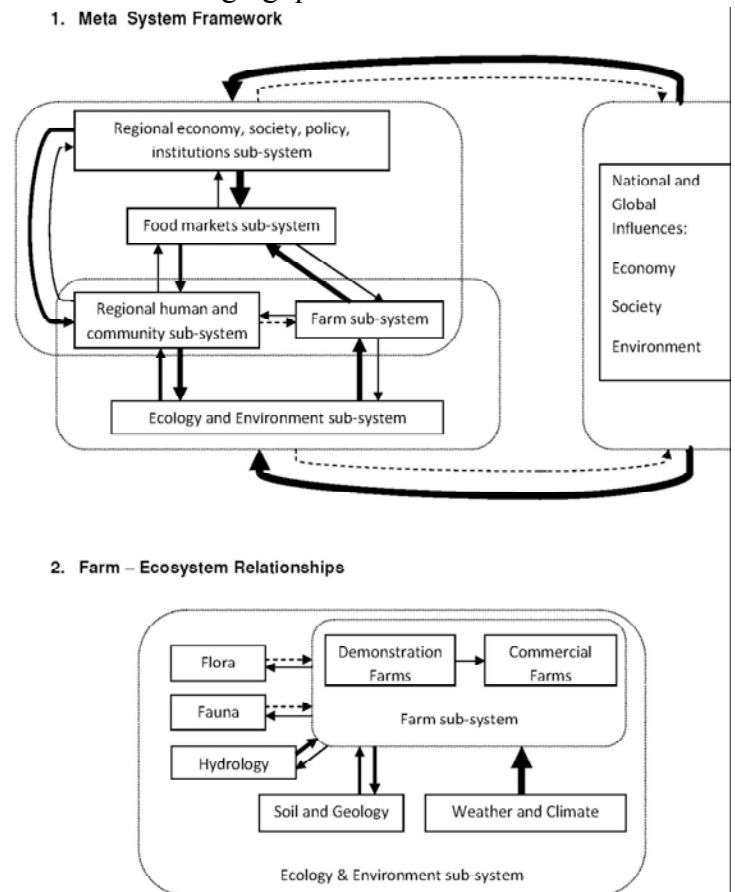 1. Meta System Framework
Regional economy, society, policy,
institutions sub-system
Food markets sub-system
Regional human and
community sub-system
Farm sub-system
Ecology and Environment sub-system
National and
Global
Influences:
Economy
Society
Environment
2. Farm – Ecosystem Relationships
Flora
Fauna
Hydrology
Demonstration
Farms
Commercial
Farms
Farm sub-system
Soil and Geology
Weather and Climate
Ecology & Environment sub-system